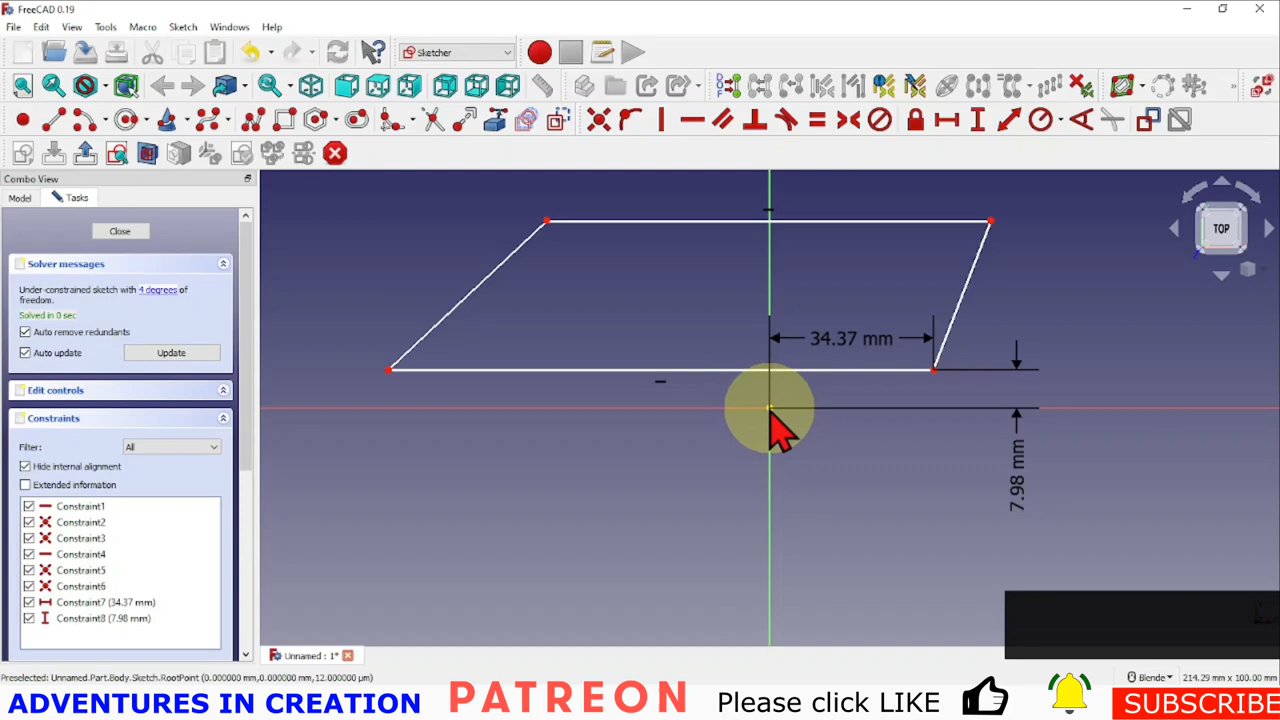 FreeCAD 0.19
File Edit View Tools Macro Sketch Windows Help
Sketcher
Combo View
Model Tasks
Close
Solver messages
Under-constrained sketch with 4 degrees of
freedom.
Solved in 0 sec
Auto remove redundants
Auto update Update
Edit controls
Constraints
Filter: All
Hide internal alignment
Extended information
Constraint1
Constraint2
Constraint3
Constraint4
Constraint5
Constraint6
Constraint7 (34.37 mm)
Constraint8 (7.98 mm)
34.37 mm
7.98 mm
TOP
Unnamed : 1*
Preselected: Unnamed.Part.Body.Sketch.RootPoint (0.000000 mm,0.000000 mm,12.000000 µm) Blende 214.29 mm x 100.00 mm
ADVENTURES IN CREATION PATREON Please click LIKE SUBSCRIBE